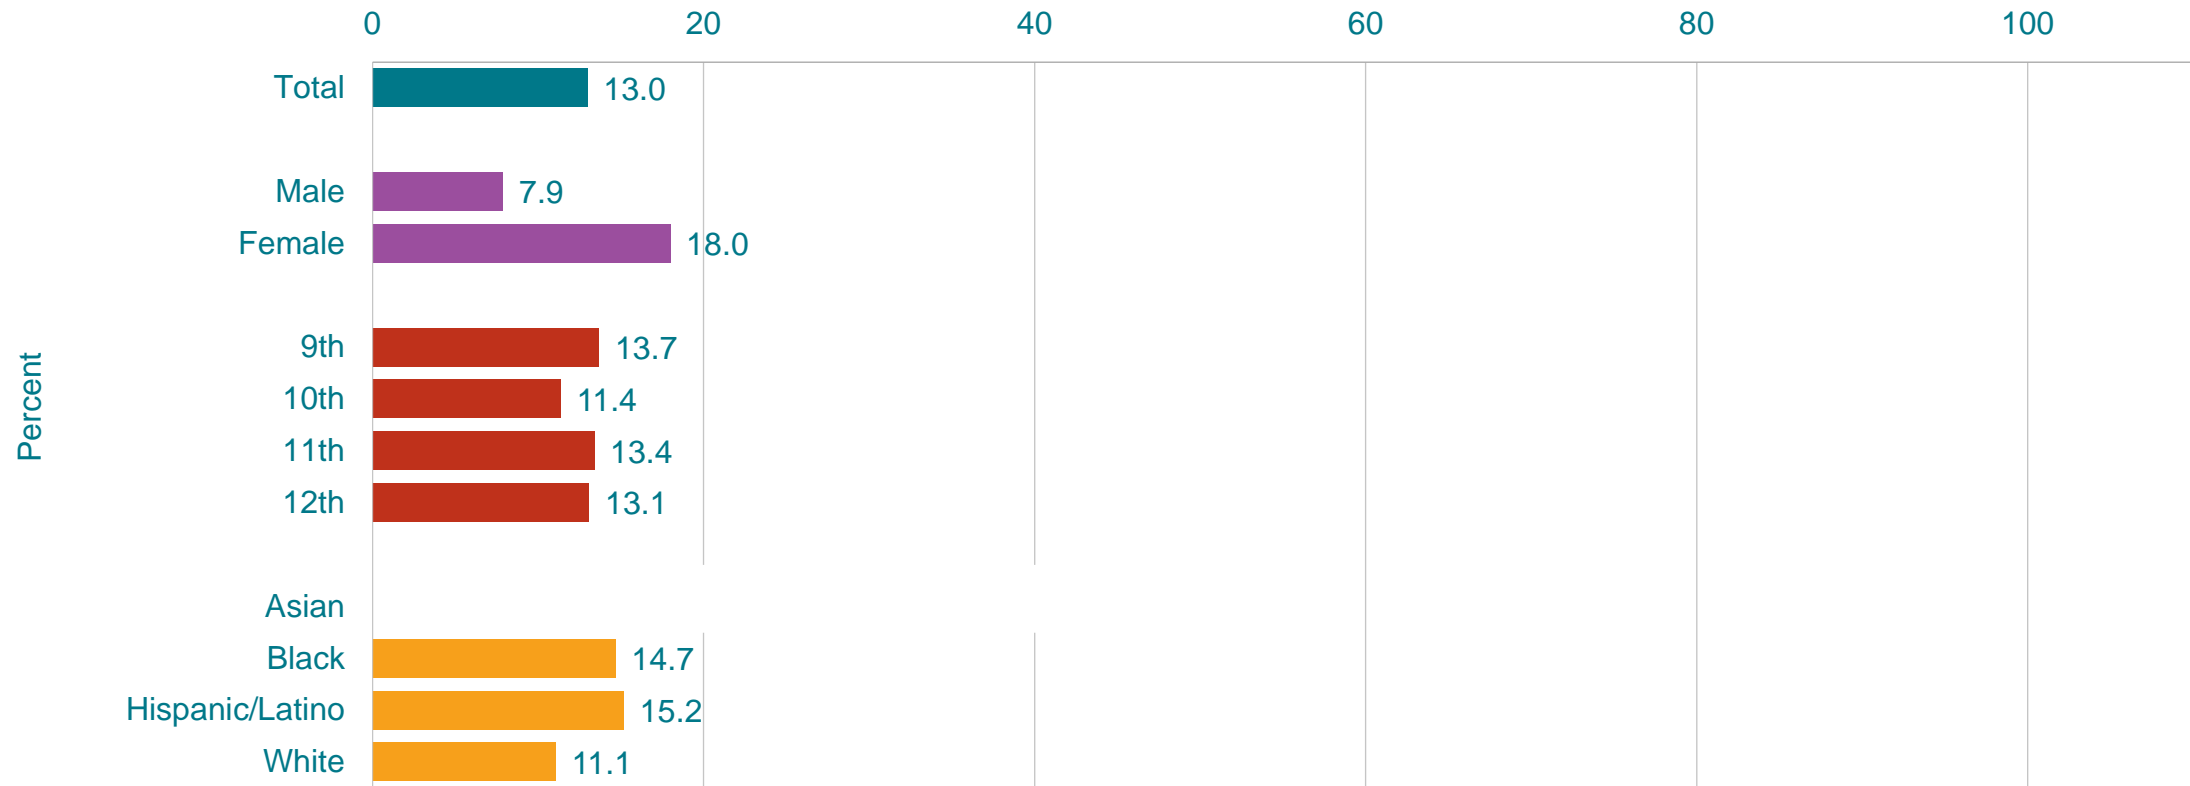 0 20 40 60 80 100
Total 13.0
Male 7.9
Female 18.0
9th 13.7
Percent
10th 11.4
11th 13.4
12th 13.1
Asian
Black 14.7
Hispanic/Latino 15.2
White 11.1